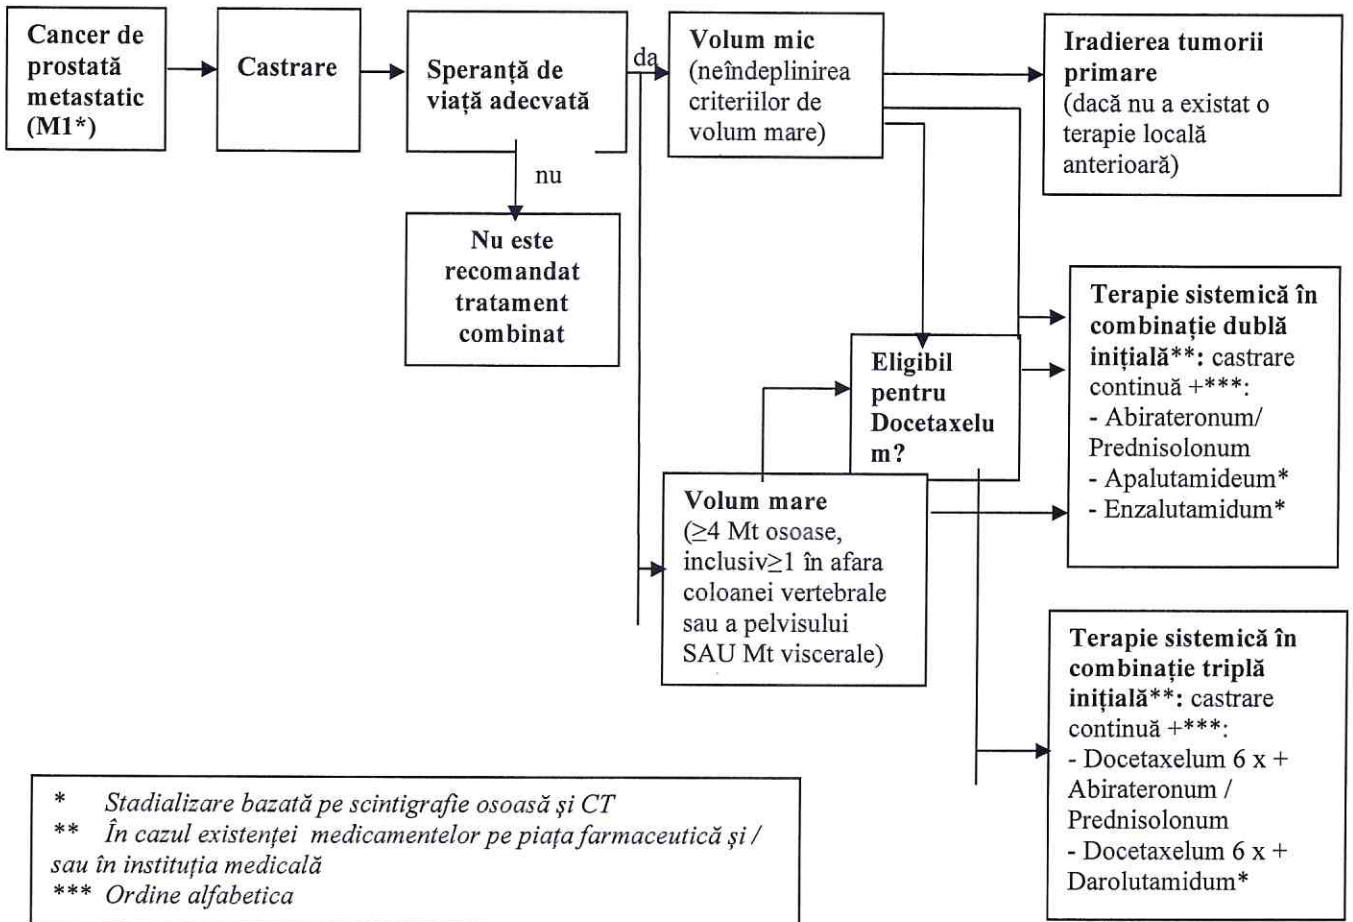 Cancer de
prostată
metastatic
(M1*)
Castrare
Speranță de
viață adecvată
da
nu
Nu este
recomandat
tratament
combinat
Volum mic
(neîndeplinirea
criteriilor de
volum mare)
Iradierea tumorii
primare
(dacă nu a existat o
terapie locală
anterioară)
Eligibil
pentru
Docetaxelu
m?
Volum mare
(≥4 Mt osoase,
inclusiv≥1 în afara
coloanei vertebrale
sau a pelvisului
SAU Mt viscerale)
Terapie sistemică în
combinație dublă
inițială**: castrare
continuă +***:
- Abirateronum/
Prednisolonum
- Apalutamideum*
- Enzalutamidum*
Terapie sistemică în
combinație triplă
inițială**: castrare
continuă +***:
- Docetaxelum 6 x +
Abirateronum /
Prednisolonum
- Docetaxelum 6 x +
Darolutamidum*
* Stadializare bazată pe scintigrafie osoasă și CT
** În cazul existenței medicamentelor pe piața farmaceutică și /
sau în instituția medicală
*** Ordine alfabetica